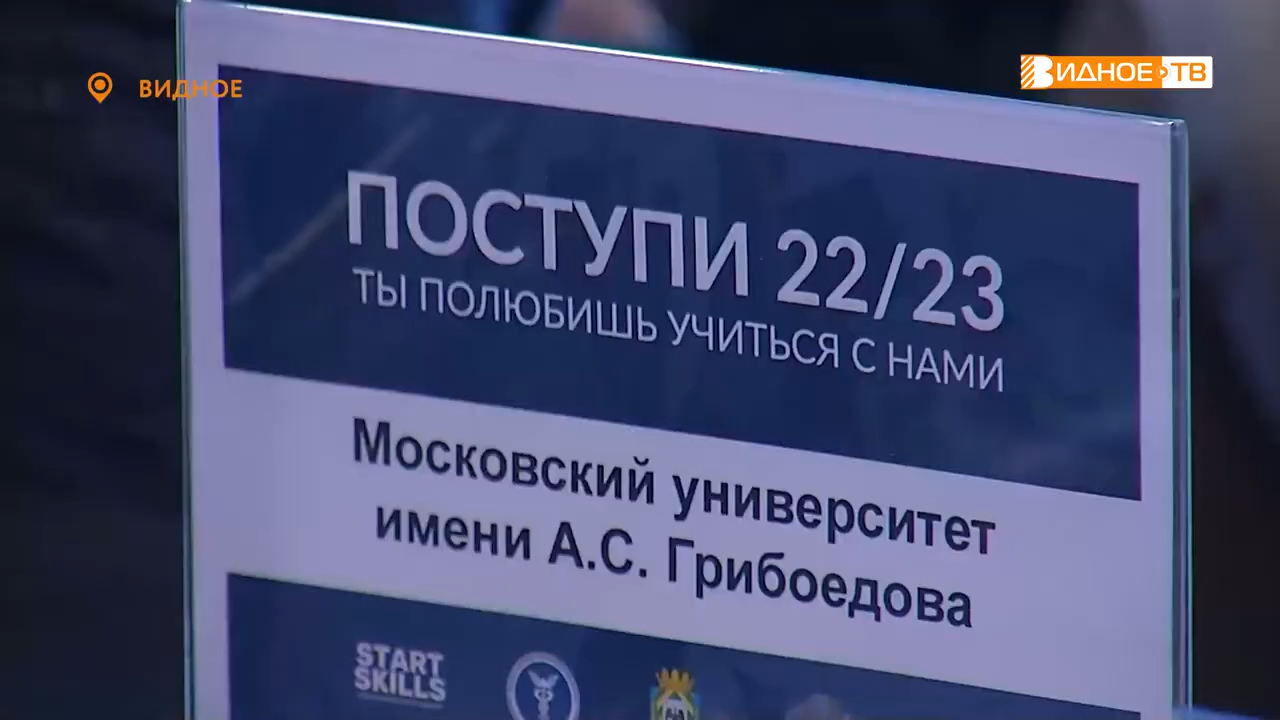 ВИДНОЕ
ВИДНОЕ ТВ
ПОСТУПИ 22/23
ТЫ ПОЛЮБИШЬ УЧИТЬСЯ С НАМИ
Московский университет
имени А.С. Грибоедова
START
SKILLS